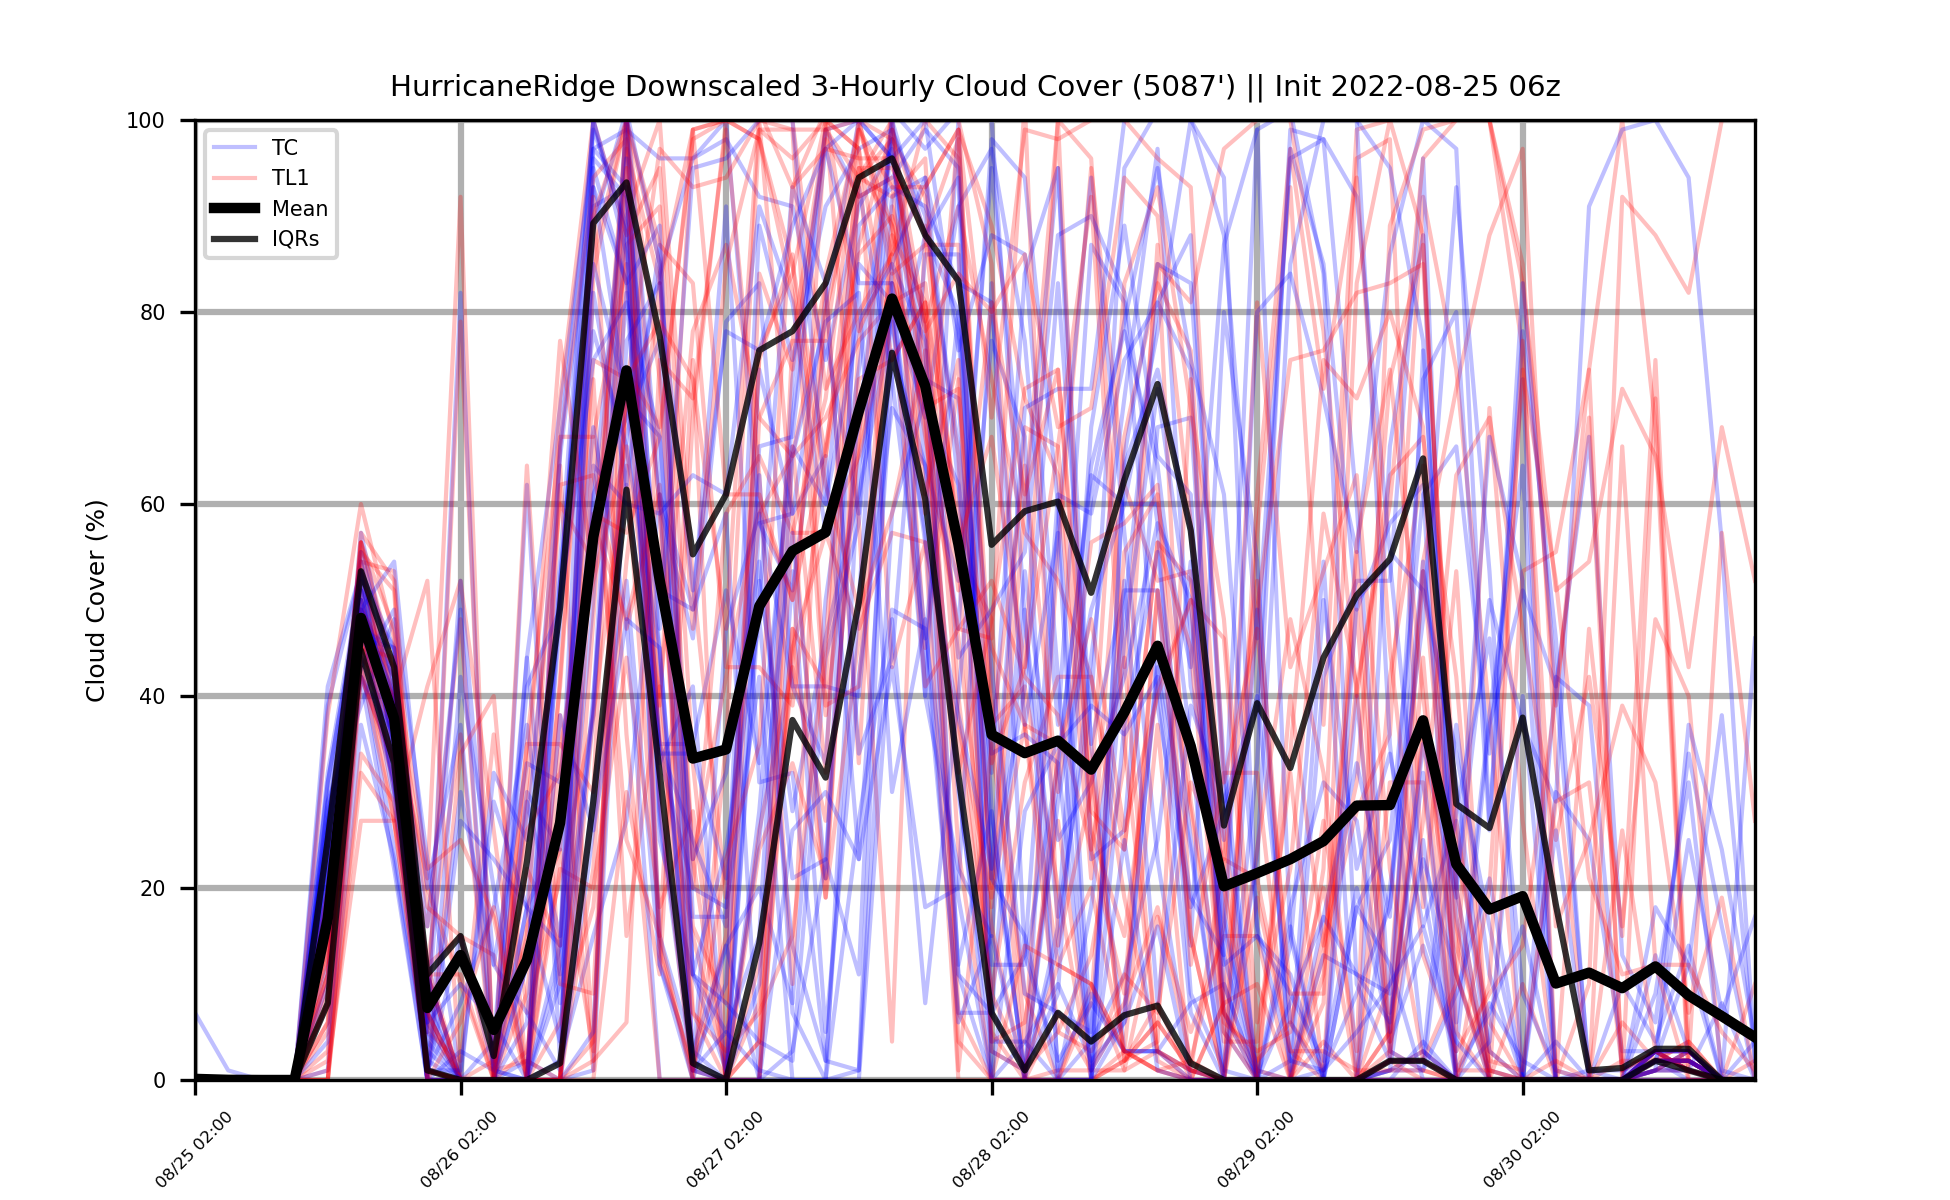 HurricaneRidge Downscaled 3-Hourly Cloud Cover (5087') || Init 2022-08-25 06z
TC
TL1
Mean
IQRs
Cloud Cover (%)
100
80
60
40
20
0
08/25 02:00
08/26 02:00
08/27 02:00
08/28 02:00
08/29 02:00
08/30 02:00